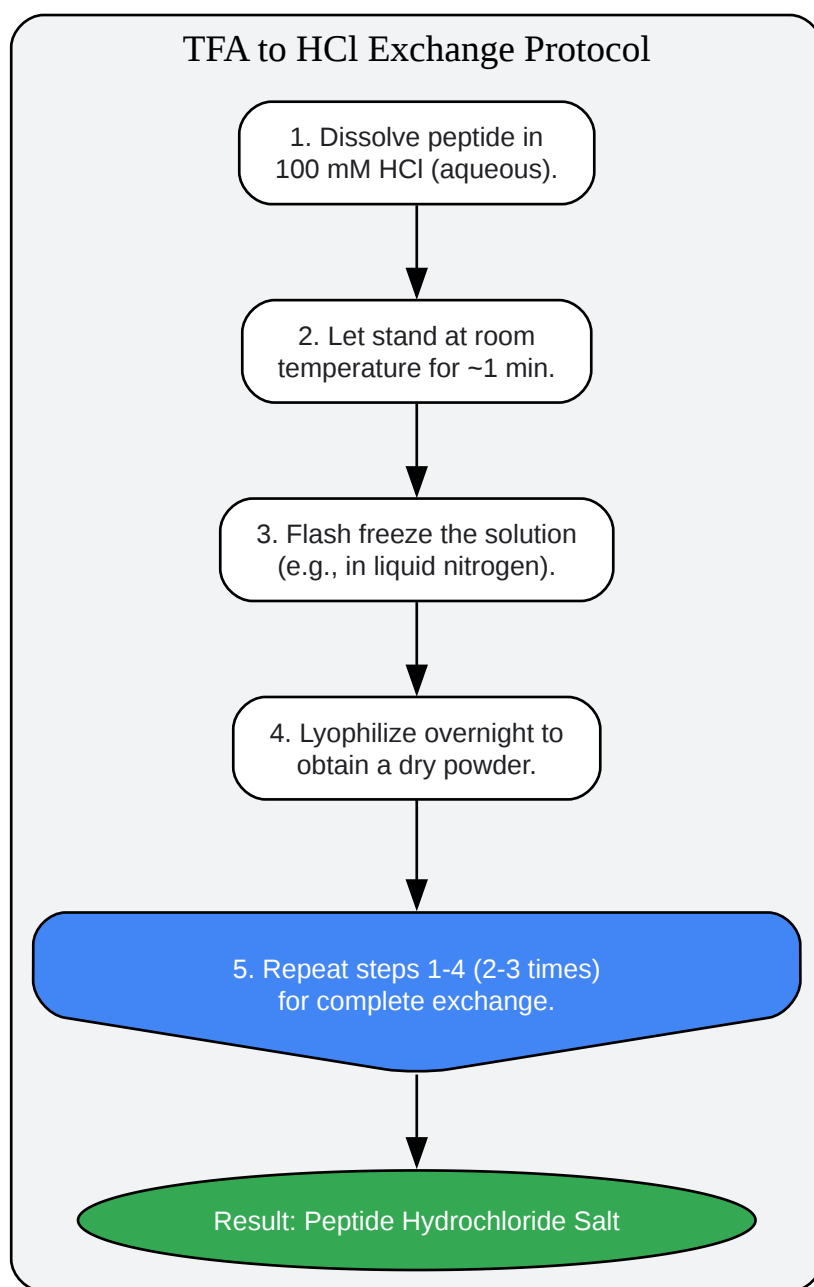 TFA to HCl Exchange Protocol
1. Dissolve peptide in
100 mM HCl (aqueous).
2. Let stand at room
temperature for ~1 min.
3. Flash freeze the solution
(e.g., in liquid nitrogen).
4. Lyophilize overnight to
obtain a dry powder.
5. Repeat steps 1-4 (2-3 times)
for complete exchange.
Result: Peptide Hydrochloride Salt